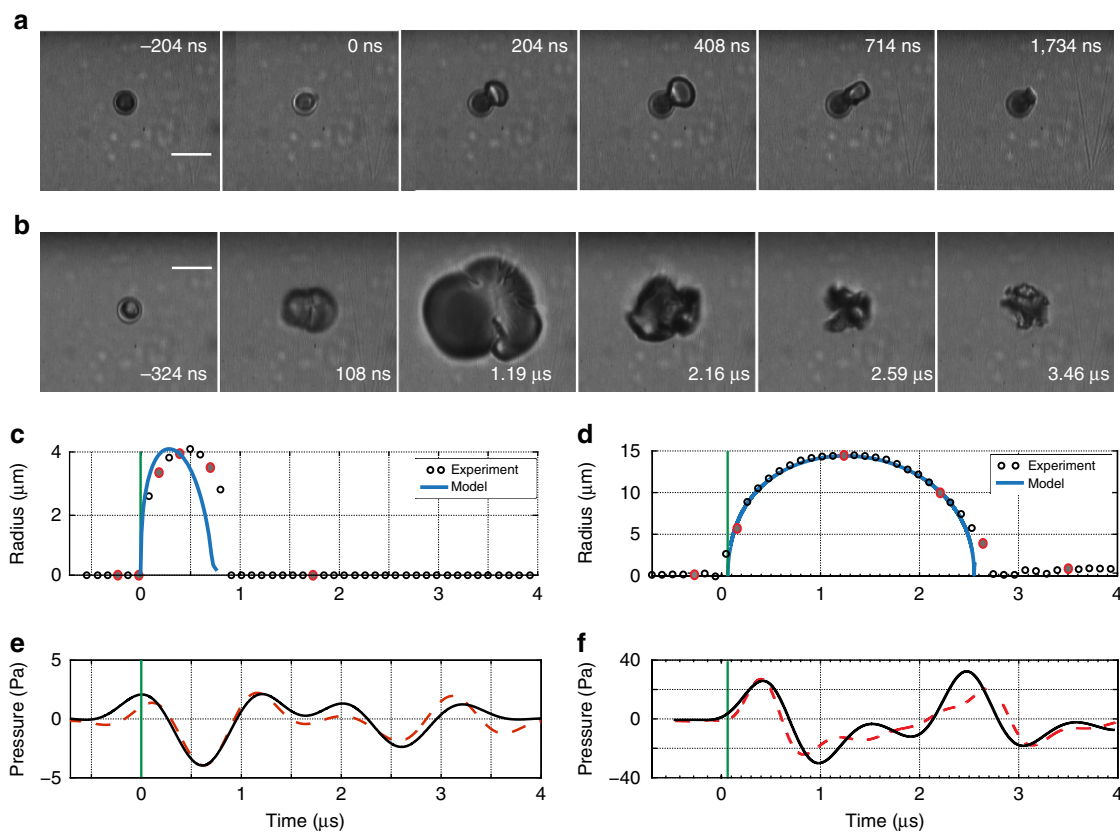 a
−204 ns
0 ns
204 ns
408 ns
714 ns
1,734 ns
b
−324 ns
108 ns
1.19 μs
2.16 μs
2.59 μs
3.46 μs
c
Radius (μm)
4
2
0
0
1
2
3
4
Experiment
Model
d
Radius (μm)
15
10
5
0
0
1
2
3
4
Experiment
Model
e
Pressure (Pa)
5
0
−5
0
1
2
3
4
Time (μs)
f
Pressure (Pa)
40
0
−40
0
1
2
3
4
Time (μs)